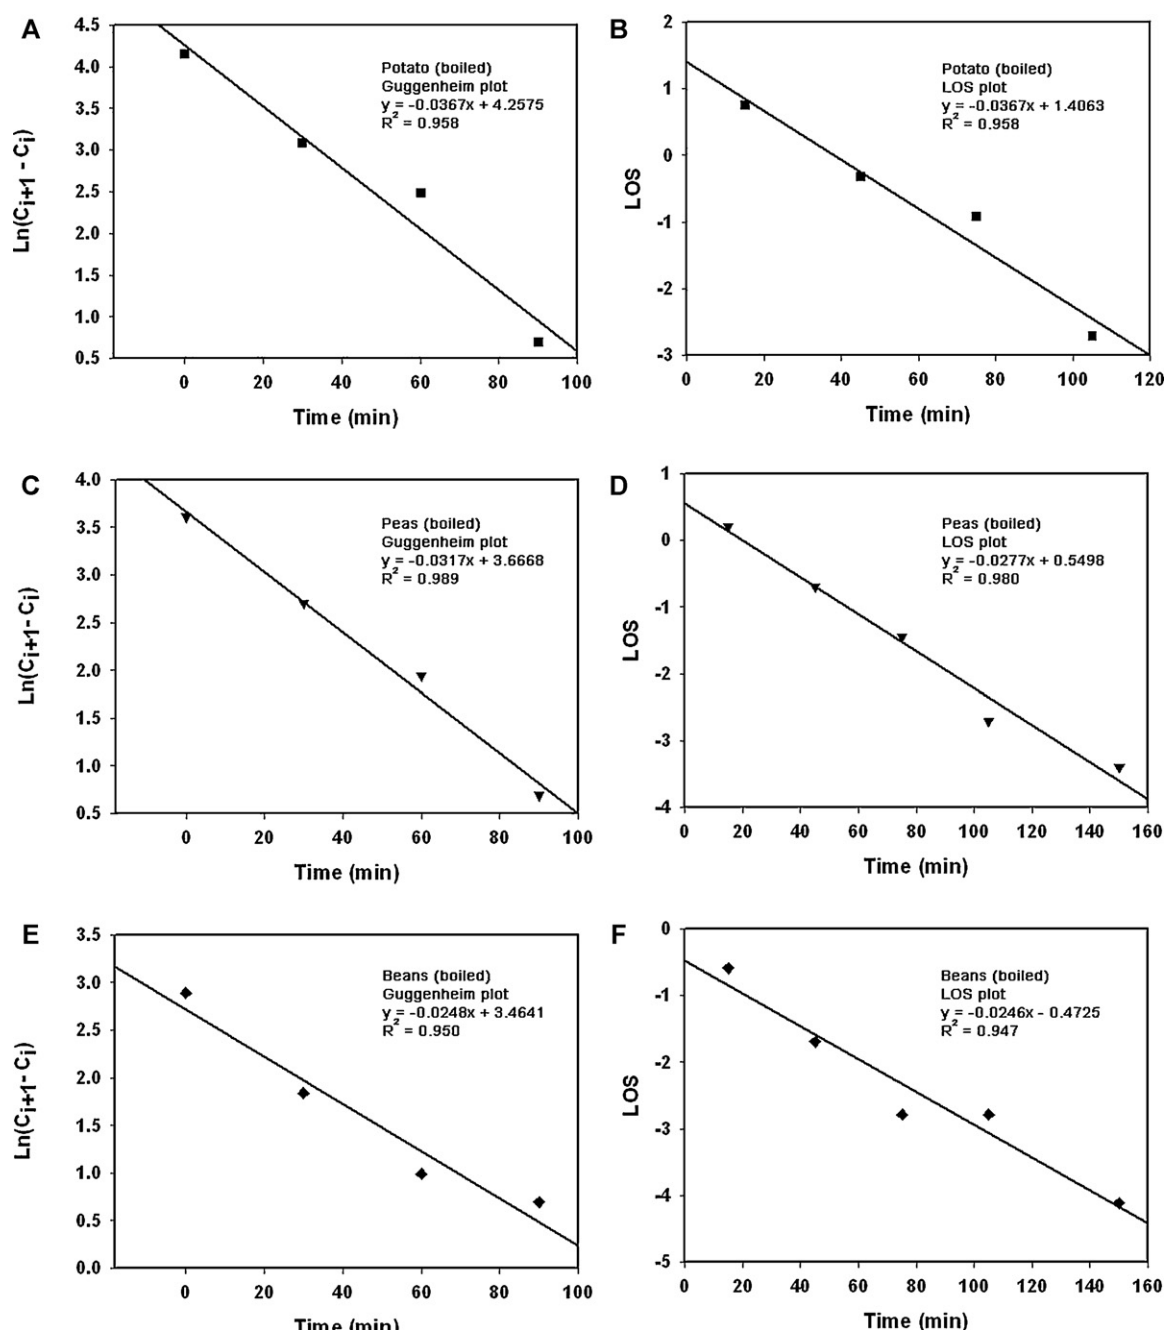 A
4.5
4.0
3.5
3.0
2.5
2.0
1.5
1.0
0.5
Ln(Ci+1 - Ci)
Potato (boiled)
Guggenheim plot
y = -0.0367x + 4.2575
R² = 0.958
0 20 40 60 80 100
Time (min)
B
2
1
0
-1
-2
-3
LOS
Potato (boiled)
LOS plot
y = -0.0367x + 1.4063
R² = 0.958
0 20 40 60 80 100 120
Time (min)
C
4.0
3.5
3.0
2.5
2.0
1.5
1.0
0.5
Ln(Ci+1 - Ci)
Peas (boiled)
Guggenheim plot
y = -0.0317x + 3.6668
R² = 0.989
0 20 40 60 80 100
Time (min)
D
1
0
-1
-2
-3
-4
LOS
Peas (boiled)
LOS plot
y = -0.0277x + 0.5498
R² = 0.980
0 20 40 60 80 100 120 140 160
Time (min)
E
3.5
3.0
2.5
2.0
1.5
1.0
0.5
0.0
Ln(Ci+1 - Ci)
Beans (boiled)
Guggenheim plot
y = -0.0248x + 3.4641
R² = 0.950
0 20 40 60 80 100
Time (min)
F
0
-1
-2
-3
-4
-5
LOS
Beans (boiled)
LOS plot
y = -0.0246x - 0.4725
R² = 0.947
0 20 40 60 80 100 120 140 160
Time (min)